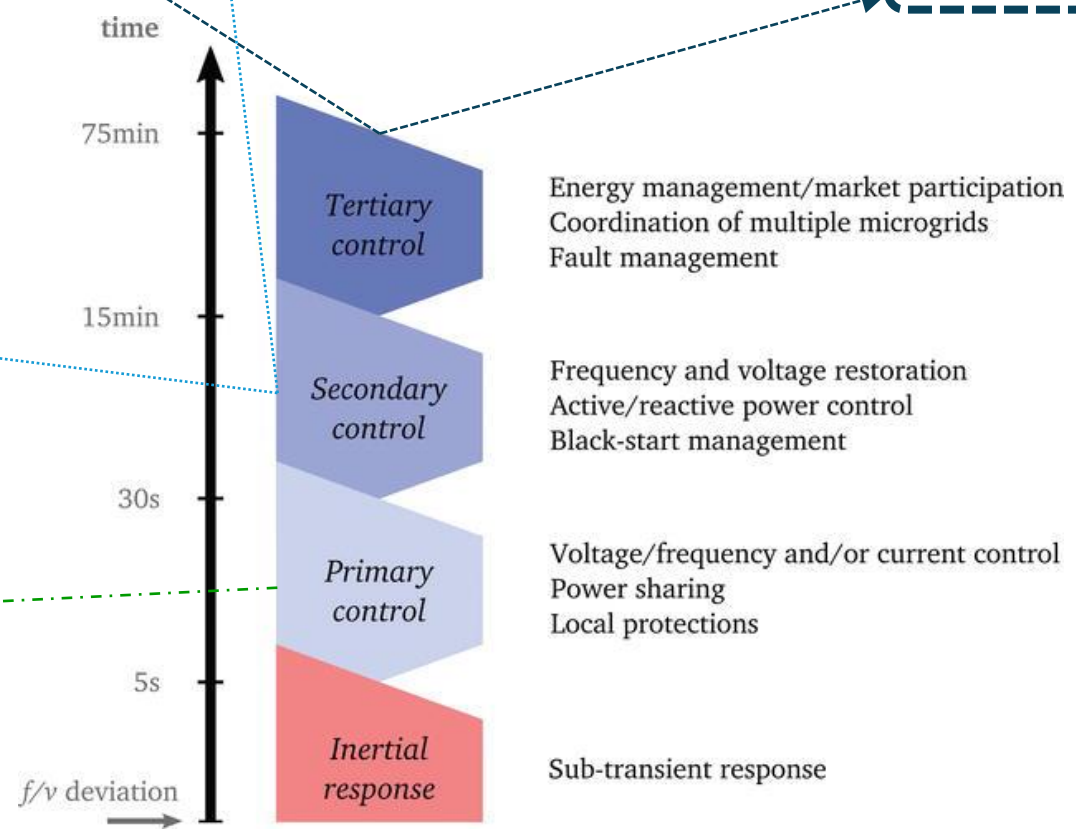 time
75min
Tertiary
control
Energy management/market participation
Coordination of multiple microgrids
Fault management
15min
Secondary
control
Frequency and voltage restoration
Active/reactive power control
Black-start management
30s
Primary
control
Voltage/frequency and/or current control
Power sharing
Local protections
5s
Inertial
response
Sub-transient response
f/v deviation